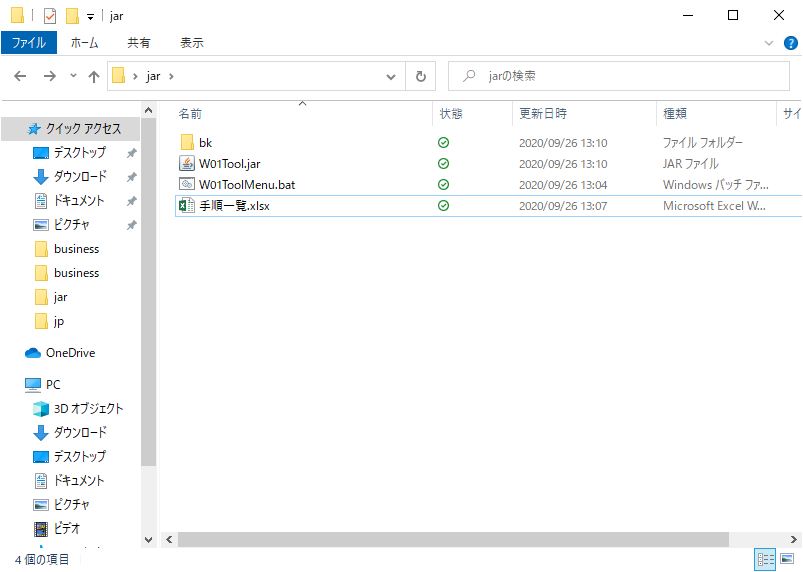 jar
ファイル ホーム 共有 表示
jar
jarの検索
名前 状態 更新日時 種類 サイ
bk 2020/09/26 13:10 ファイル フォルダー
W01Tool.jar 2020/09/26 13:10 JAR ファイル
W01ToolMenu.bat 2020/09/26 13:04 Windows バッチ ファ...
手順一覧.xlsx 2020/09/26 13:07 Microsoft Excel W...
クイック アクセス
デスクトップ
ダウンロード
ドキュメント
ピクチャ
business
business
jar
jp
OneDrive
PC
3D オブジェクト
ダウンロード
デスクトップ
ドキュメント
ピクチャ
ビデオ
4 個の項目